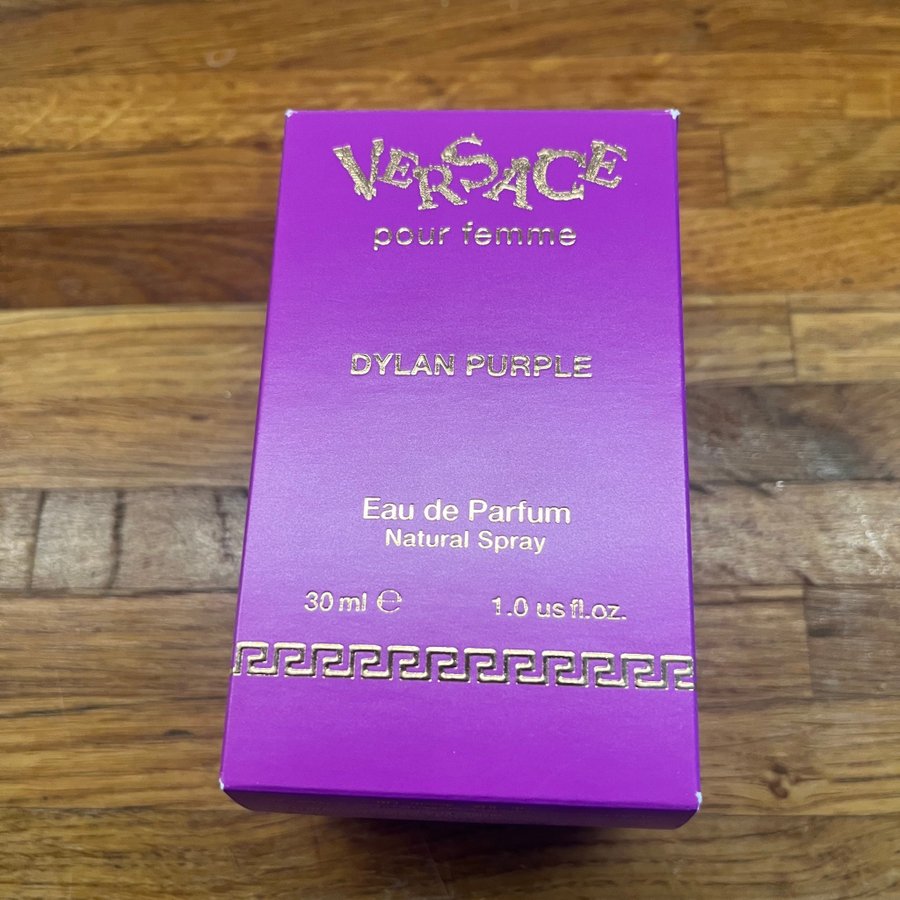 VERSACE
pour femme
DYLAN PURPLE
Eau de Parfum
Natural Spray
30 ml ℮ 1.0 us fl.oz.